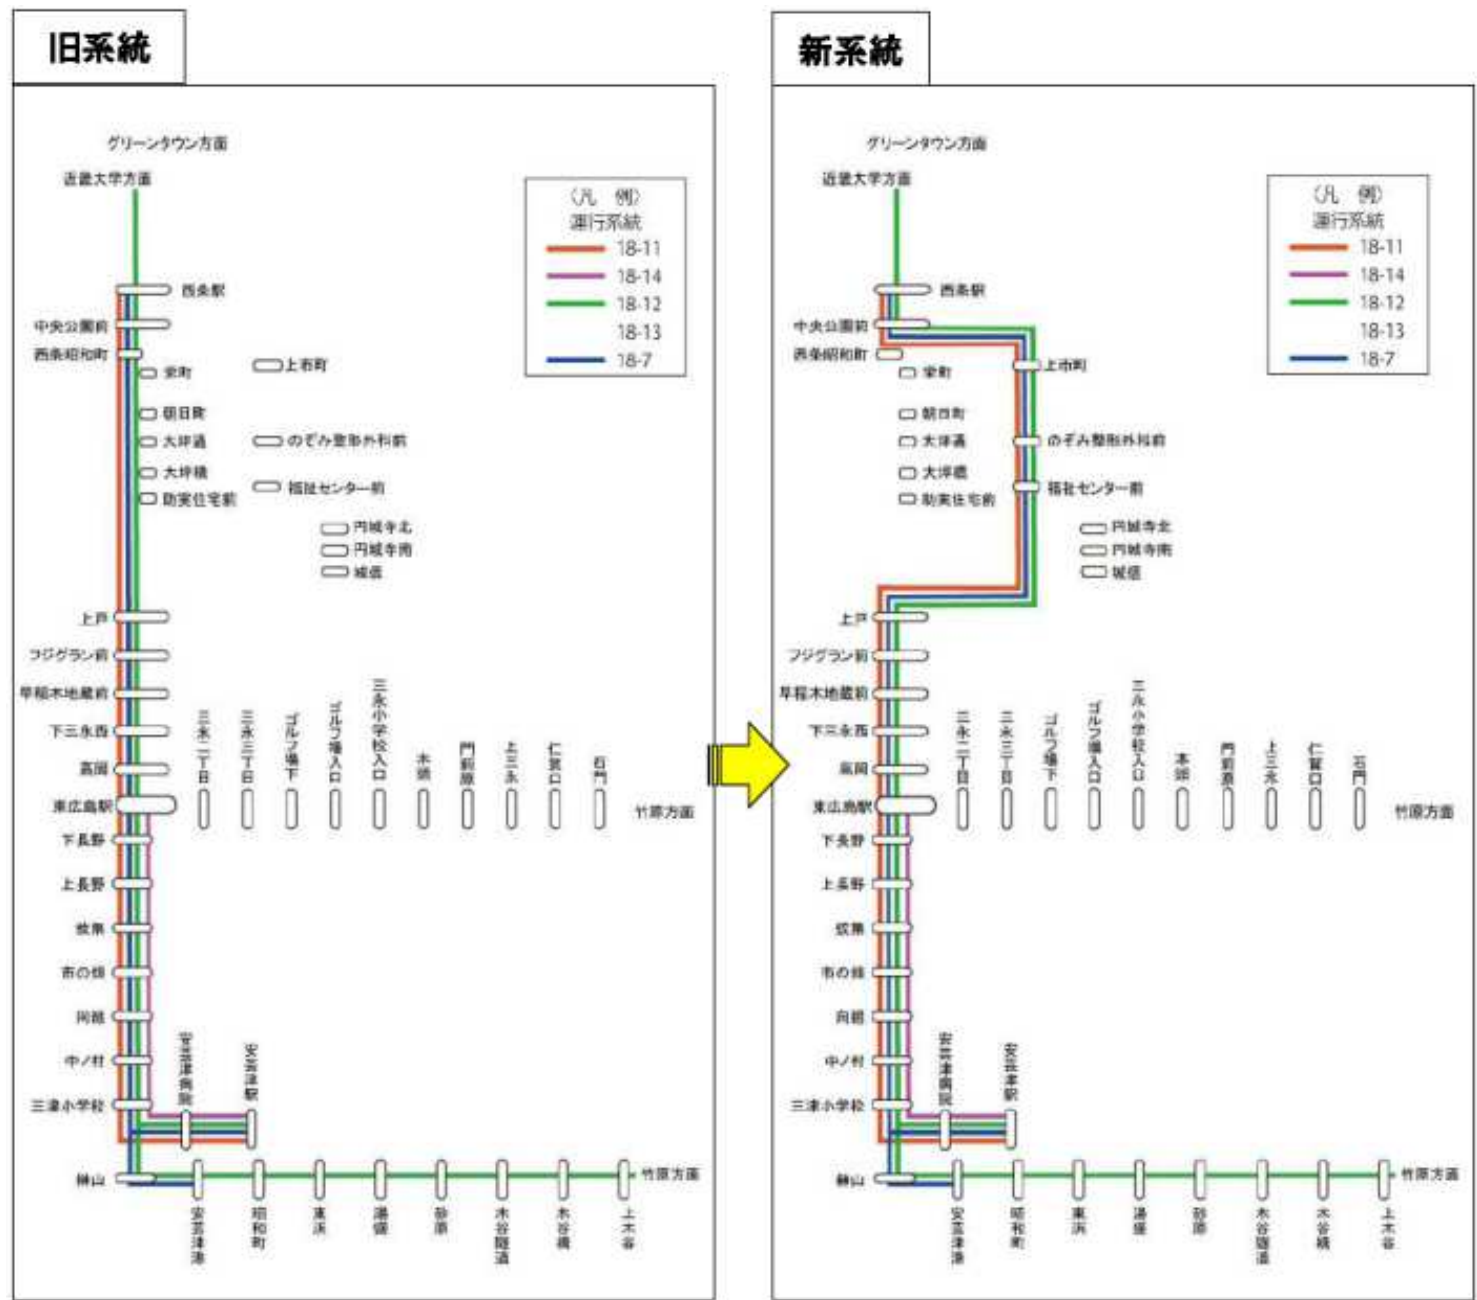 旧系統
グリーンタウン方面
近畿大学方面
〈凡 例〉
運行系統
18-11
18-14
18-12
18-13
18-7
西条駅
中央公園前
西条昭和町
栄町
上市町
朝日町
大坪通
のぞみ整形外科前
大坪橋
福祉センター前
助実住宅前
円城寺北
円城寺南
城信
上戸
フジグラン前
早稲木地蔵前
下三永西
高岡
東広島駅
三永二丁目
三永三丁目
ゴルフ場下
ゴルフ場入口
三永小学校入口
本頭
門前原
上三永
仁賀口
石門
竹原方面
下長野
上長野
蚊無
市の畑
中ノ村
三津小学校
安芸津病院
安芸津駅
榊山
竹原方面
安芸津港
昭和町
東浜
砂原
木谷隧道
木谷橋
上木谷
新系統
グリーンタウン方面
近畿大学方面
〈凡 例〉
運行系統
18-11
18-14
18-12
18-13
18-7
西条駅
中央公園前
西条昭和町
栄町
上市町
朝日町
大坪通
のぞみ整形外科前
大坪橋
福祉センター前
助実住宅前
円城寺北
円城寺南
城信
上戸
フジグラン前
早稲木地蔵前
下三永西
高岡
東広島駅
三永二丁目
三永三丁目
ゴルフ場下
ゴルフ場入口
三永小学校入口
本頭
門前原
上三永
仁賀口
石門
竹原方面
下長野
上長野
蚊無
市の畑
中ノ村
三津小学校
安芸津病院
安芸津駅
榊山
竹原方面
安芸津港
昭和町
東浜
砂原
木谷隧道
木谷橋
上木谷